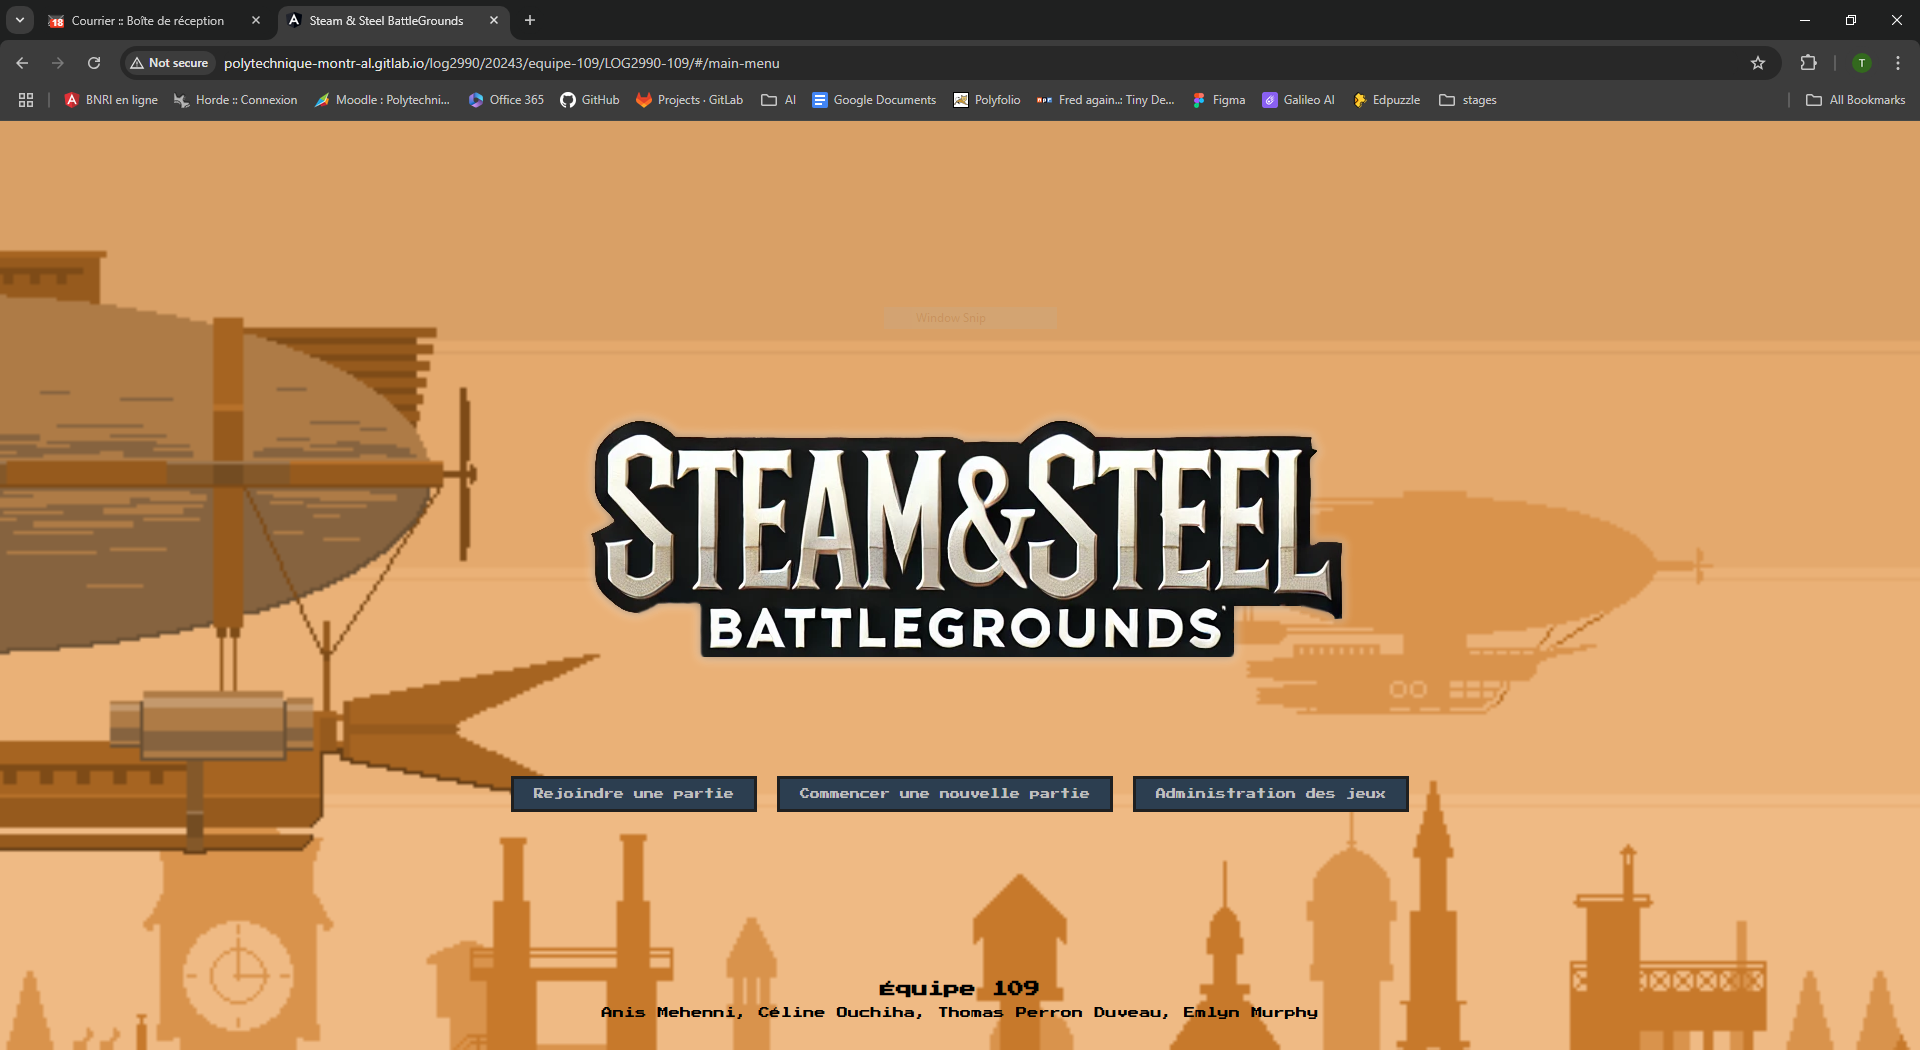 Courrier :: Boîte de réception
Steam & Steel BattleGrounds
Not secure
polytechnique-montr-al.gitlab.io/log2990/20243/equipe-109/LOG2990-109/#/main-menu
T
BNRI en ligne
Horde :: Connexion
Moodle : Polytechni...
Office 365
GitHub
Projects · GitLab
AI
Google Documents
Polyfolio
Fred again..: Tiny De...
Figma
Galileo AI
Edpuzzle
stages
All Bookmarks
Window Snip
STEAM&STEEL
BATTLEGROUNDS
Rejoindre une partie
Commencer une nouvelle partie
Administration des jeux
Équipe 109
Anis Mehenni, Céline Ouchiha, Thomas Perron Duveau, Emlyn Murphy